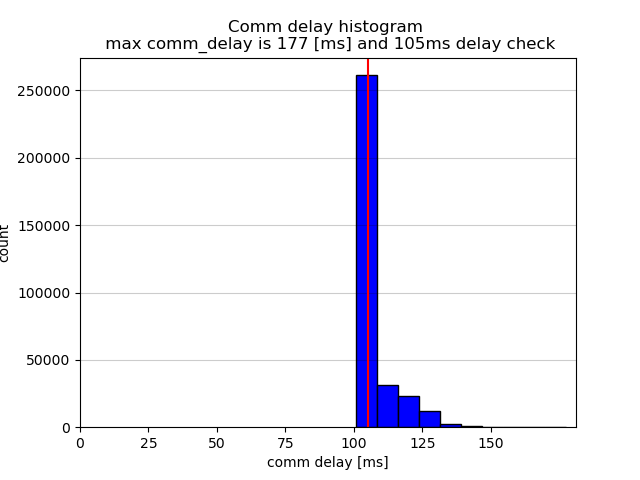 Comm delay histogram
max comm_delay is 177 [ms] and 105ms delay check
250000
200000
150000
100000
50000
0
count
0 25 50 75 100 125 150
comm delay [ms]